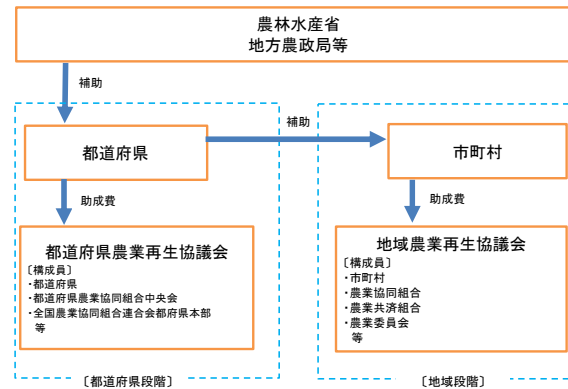 農林水産省
地方農政局等
補助
補助
都道府県
市町村
助成費
助成費
都道府県農業再生協議会
〔構成員〕
・都道府県
・都道府県農業協同組合中央会
・全国農業協同組合連合会都府県本部
等
地域農業再生協議会
〔構成員〕
・市町村
・農業協同組合
・農業共済組合
・農業委員会
等
〔都道府県段階〕
〔地域段階〕